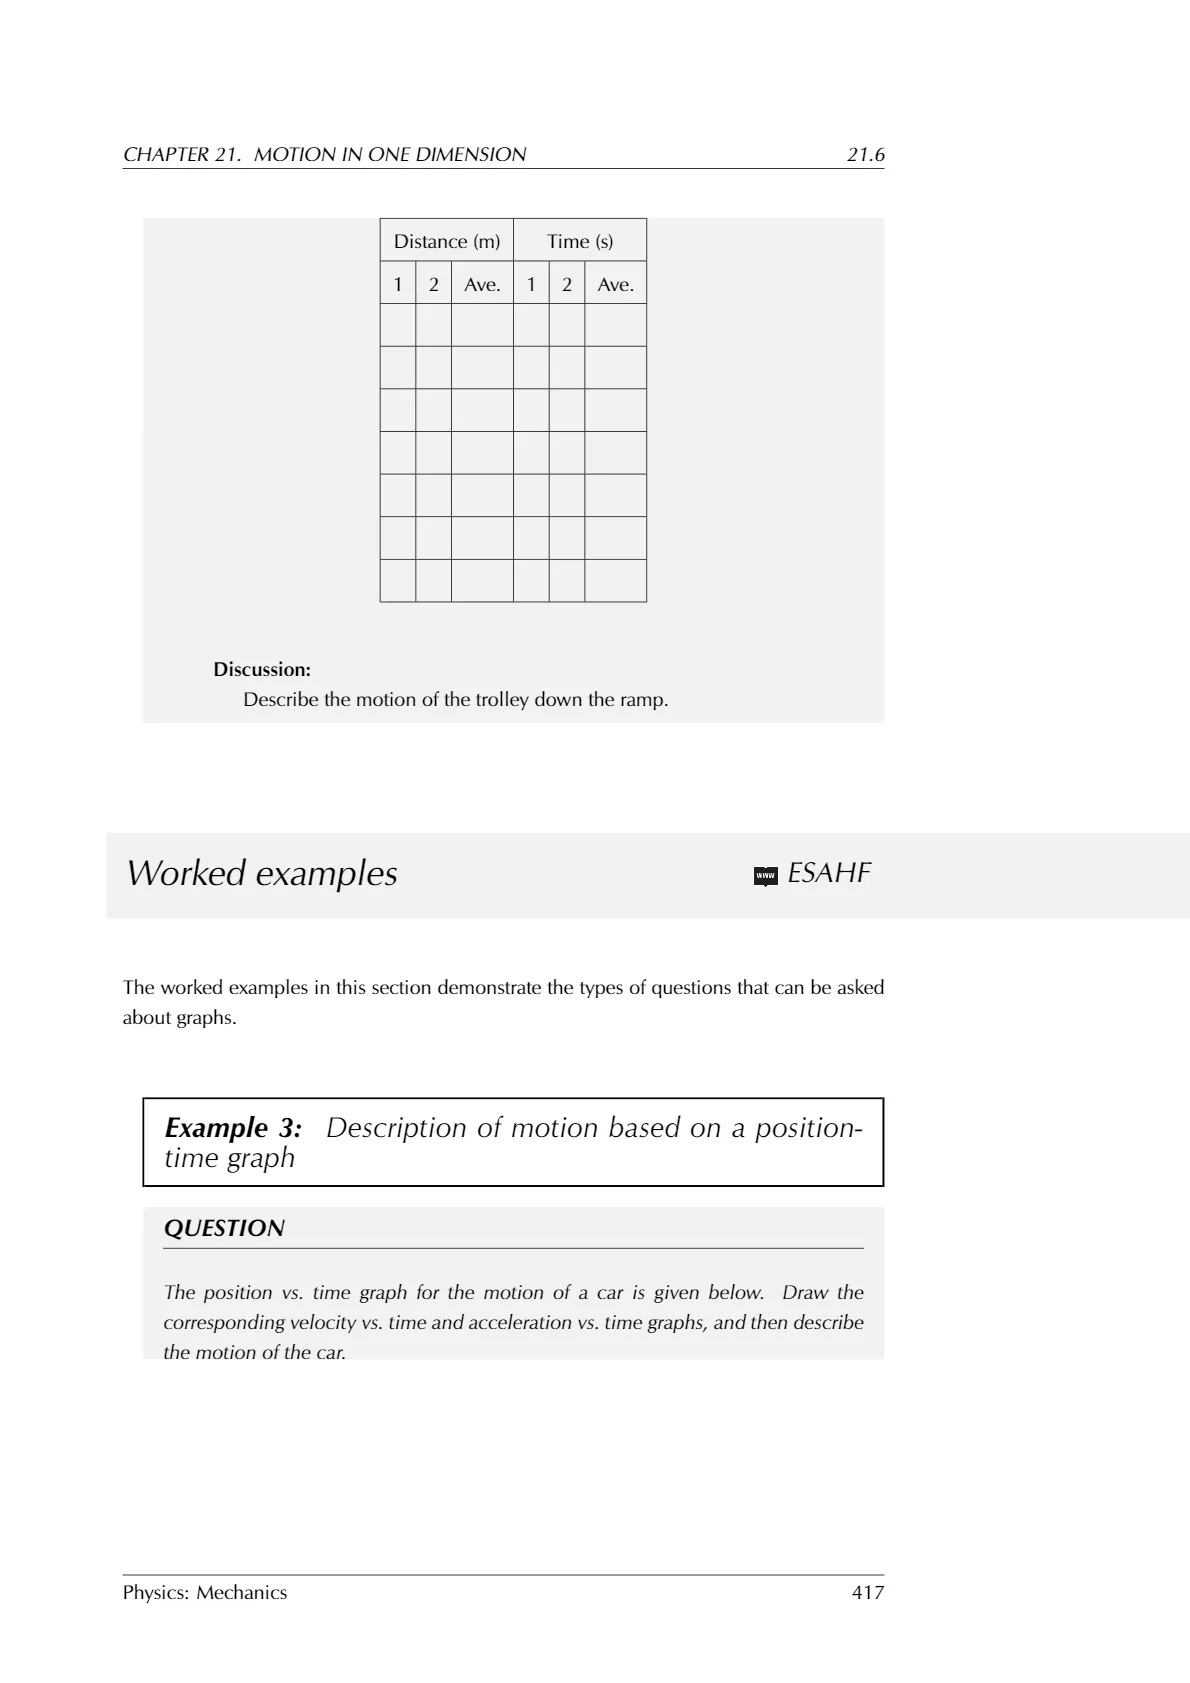 CHAPTER 21. MOTION IN ONE DIMENSION 21.6
Distance (m) Time (s)
1 2 Ave. 1 2 Ave.
Discussion:
Describe the motion of the trolley down the ramp.
Worked examples www ESAHF
The worked examples in this section demonstrate the types of questions that can be asked
about graphs.
Example 3: Description of motion based on a position-
time graph
QUESTION
The position vs. time graph for the motion of a car is given below. Draw the
corresponding velocity vs. time and acceleration vs. time graphs, and then describe
the motion of the car.
Physics: Mechanics 417